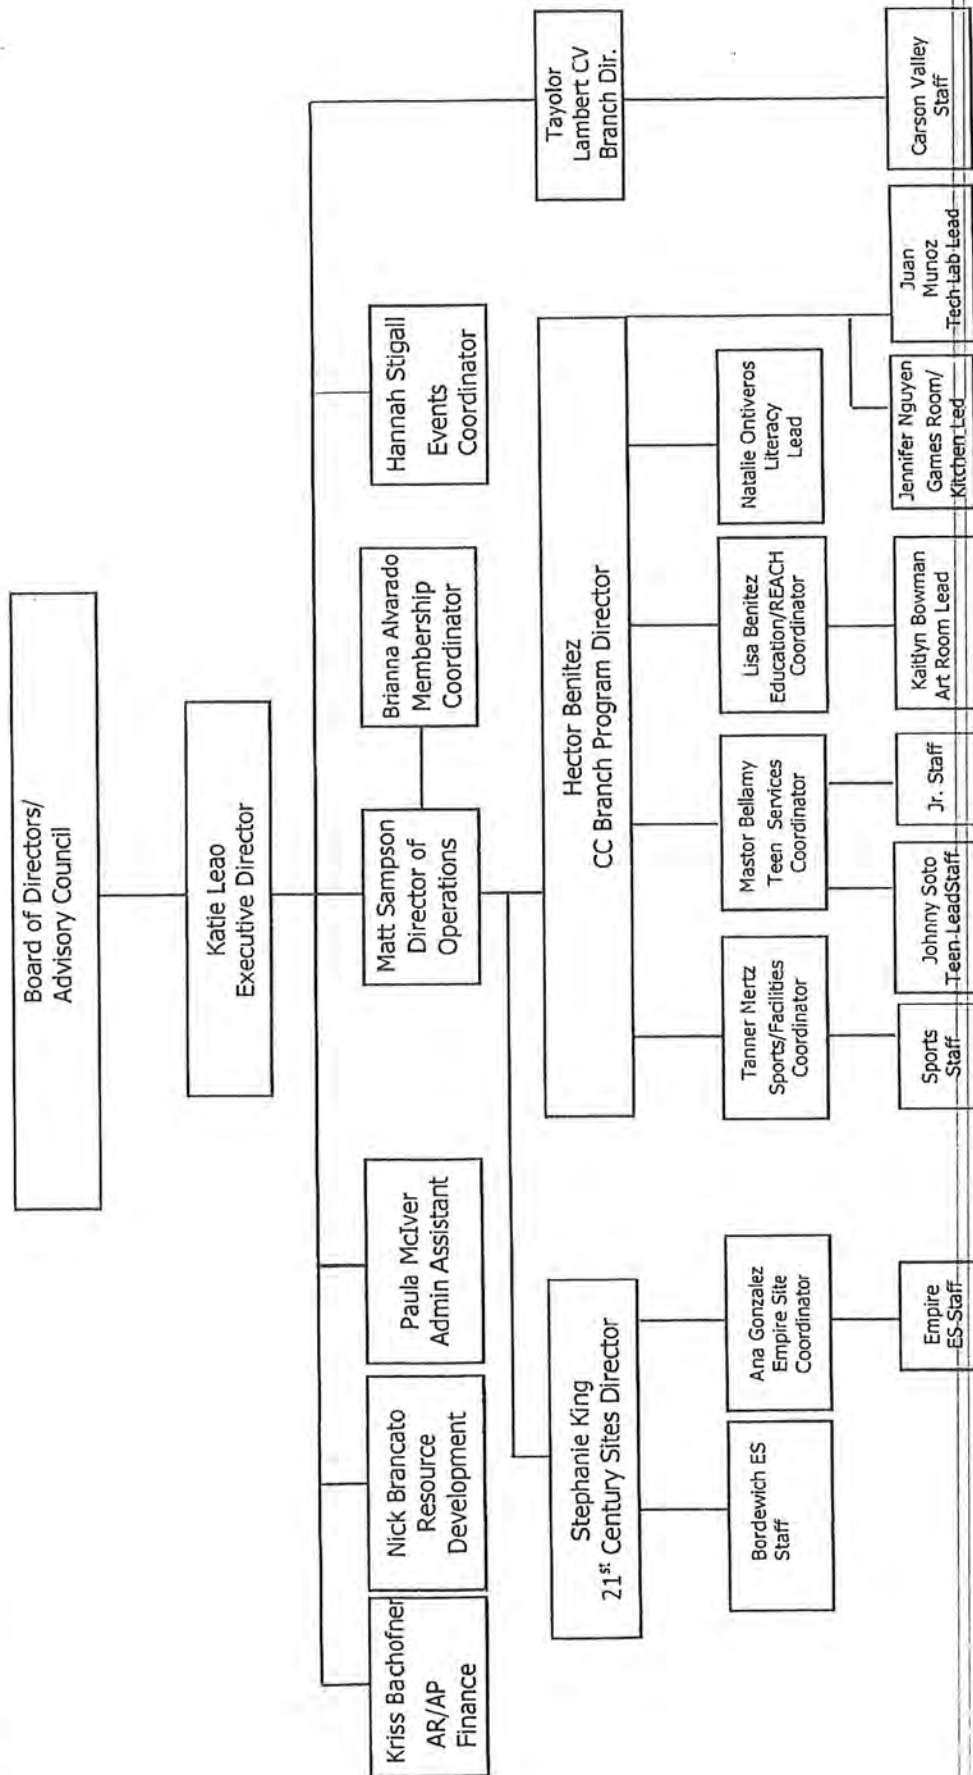 Board of Directors/
Advisory Council
Katie Leao
Executive Director
Kriss Bachofner
AR/AP
Finance
Nick Brancato
Resource
Development
Paula McIver
Admin Assistant
Matt Sampson
Director of
Operations
Brianna Alvarado
Membership
Coordinator
Hannah Stigall
Events
Coordinator
Tayolor
Lambert CV
Branch Dir.
Stephanie King
21st Century Sites Director
Hector Benitez
CC Branch Program Director
Bordewich ES
Staff
Ana Gonzalez
Empire Site
Coordinator
Tanner Mertz
Sports/Facilities
Coordinator
Mastor Bellamy
Teen Services
Coordinator
Lisa Benitez
Education/REACH
Coordinator
Natalie Ontiveros
Literacy
Lead
Empire
ES Staff
Sports
Staff
Johnny Soto
Teen LeadStaff
Jr. Staff
Kaitlyn Bowman
Art Room Lead
Jennifer Nguyen
Games Room/
Kitchen Led
Juan
Munoz
Tech Lab Lead
Carson Valley
Staff